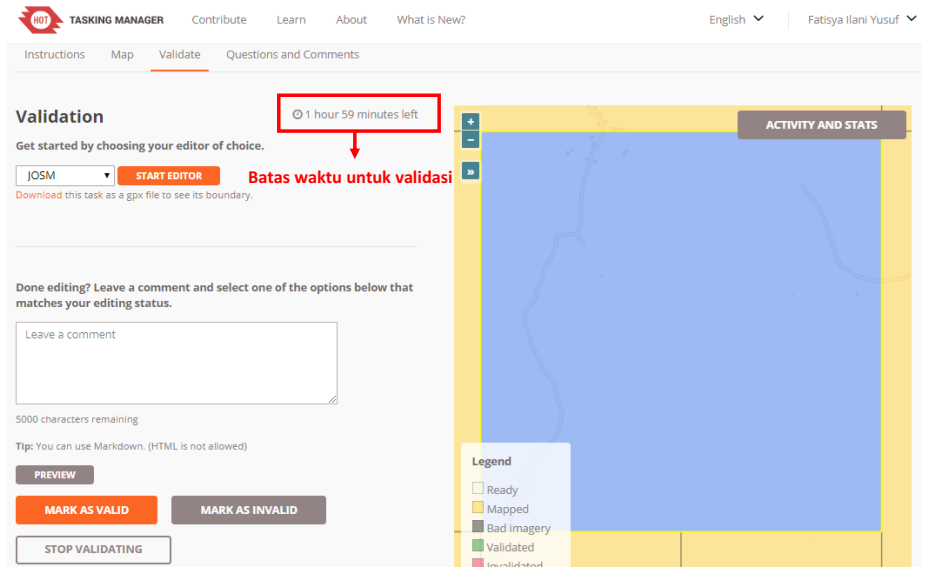 HOT TASKING MANAGER Contribute Learn About What is New? English Fatisya Ilani Yusuf
Instructions Map Validate Questions and Comments
Validation
1 hour 59 minutes left
Get started by choosing your editor of choice.
JOSM START EDITOR
Batas waktu untuk validasi
Download this task as a gpx file to see its boundary.
Done editing? Leave a comment and select one of the options below that
matches your editing status.
Leave a comment
5000 characters remaining
Tip: You can use Markdown. (HTML is not allowed)
PREVIEW
MARK AS VALID MARK AS INVALID
STOP VALIDATING
+
−
»
ACTIVITY AND STATS
Legend
Ready
Mapped
Bad imagery
Validated
Invalidated